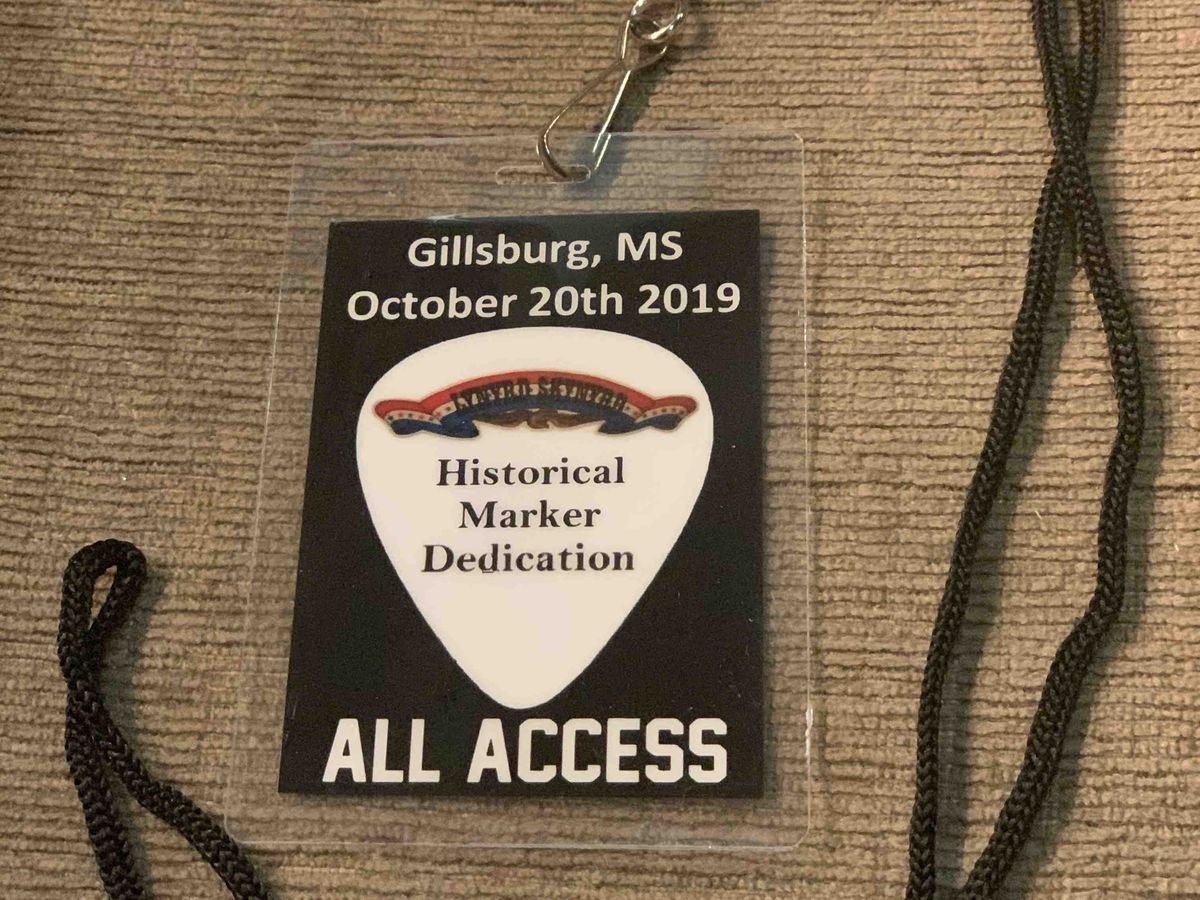 Gillsburg, MS
October 20th 2019
LYNYRD SKYNYRD
Historical
Marker
Dedication
ALL ACCESS